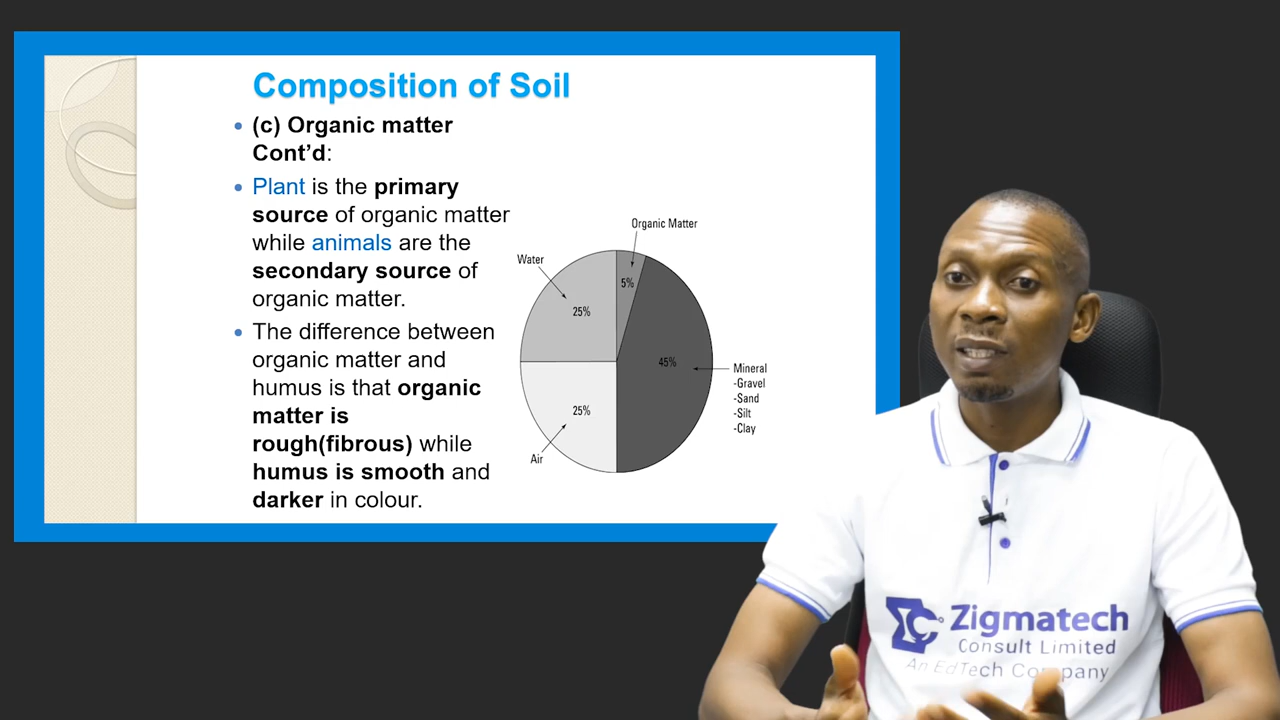 Composition of Soil
(c) Organic matter
Cont’d:
Plant is the primary
source of organic matter
while animals are the
secondary source of
organic matter.
The difference between
organic matter and
humus is that organic
matter is
rough(fibrous) while
humus is smooth and
darker in colour.
Organic Matter
Water
5%
25%
45%
Mineral
-Gravel
-Sand
-Silt
-Clay
25%
Air
Zigmatech
Consult Limited
An EdTech Company